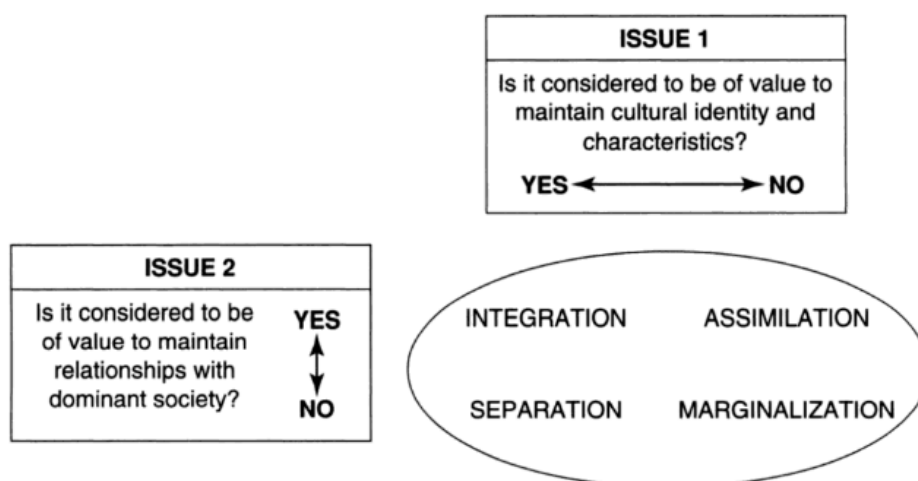 ISSUE 1
Is it considered to be of value to
maintain cultural identity and
characteristics?
YES NO
ISSUE 2
Is it considered to be
of value to maintain
relationships with
dominant society?
YES
NO
INTEGRATION ASSIMILATION
SEPARATION MARGINALIZATION